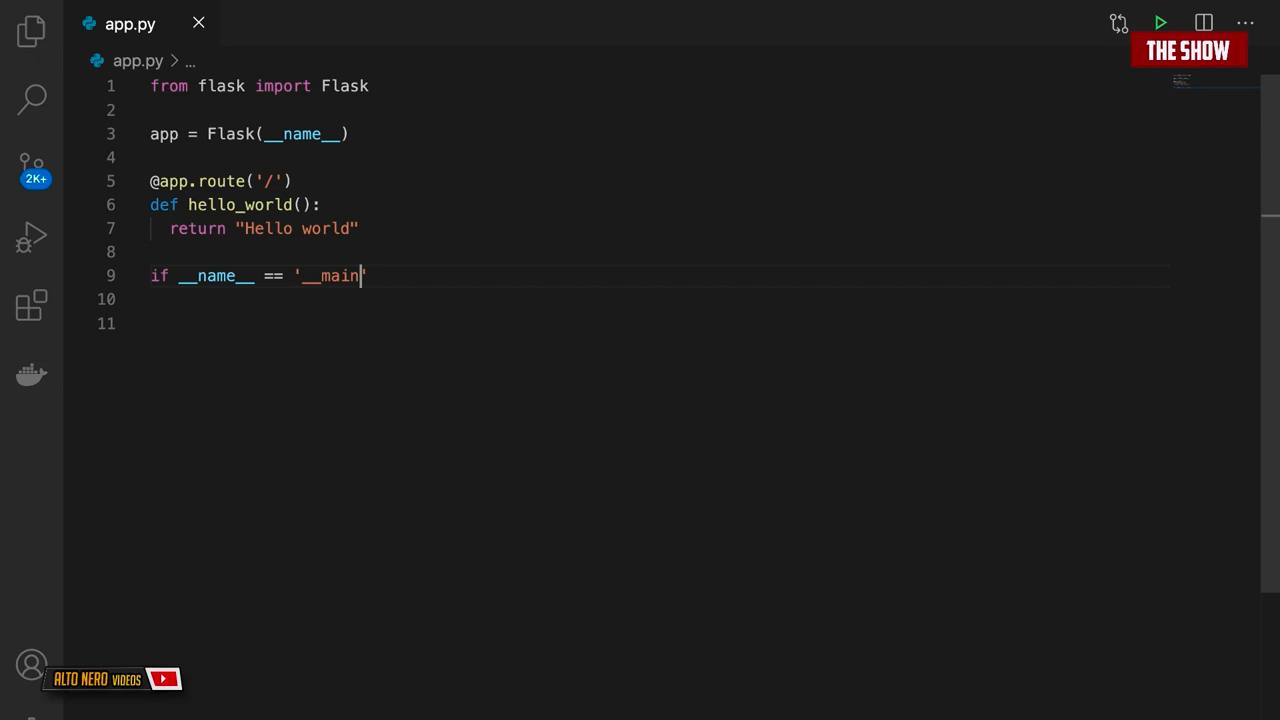 app.py
THE SHOW
app.py > ...
1 from flask import Flask
2
3 app = Flask(__name__)
4
5 @app.route('/')
6 def hello_world():
7 return "Hello world"
8
9 if __name__ == '__main'
10
11
2K+
ALTO NERO VIDEOS